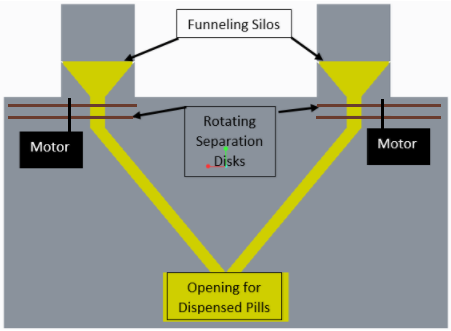 Funneling Silos
Rotating
Separation
Disks
Motor
Motor
Opening for
Dispensed Pills